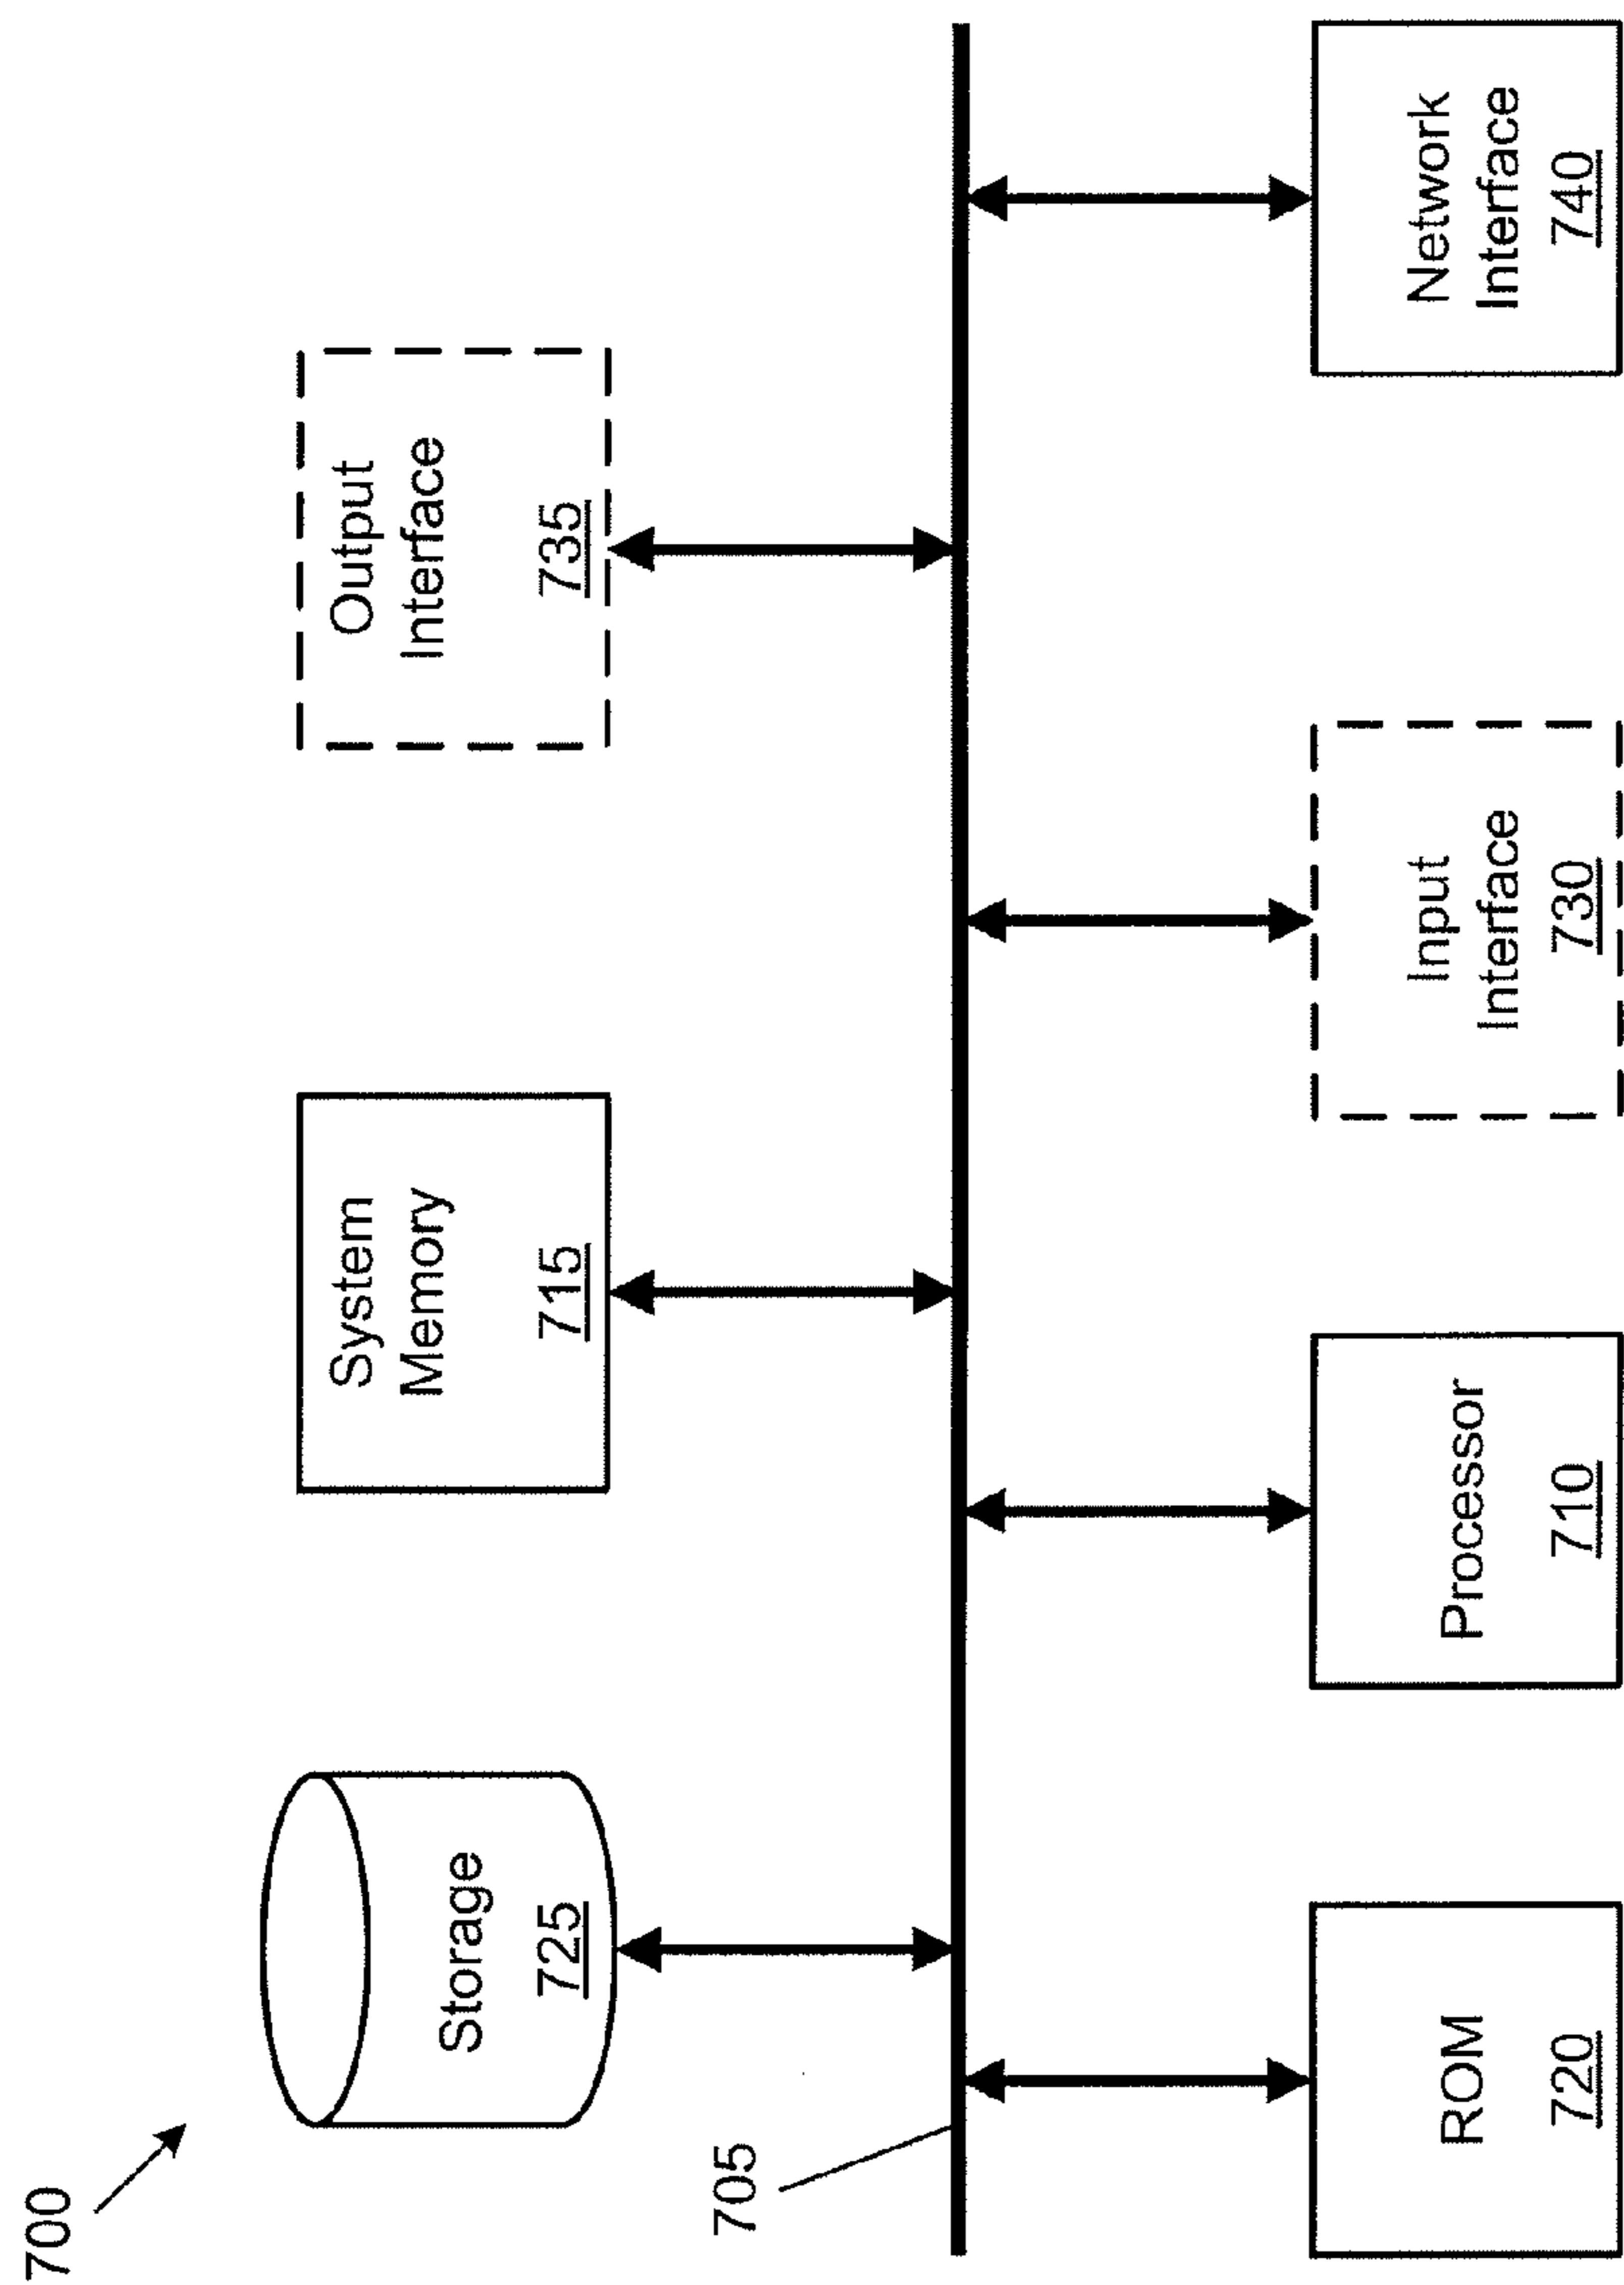 700
Storage
725
System
Memory
715
Output
Interface
735
705
ROM
720
Processor
710
Input
Interface
730
Network
Interface
740